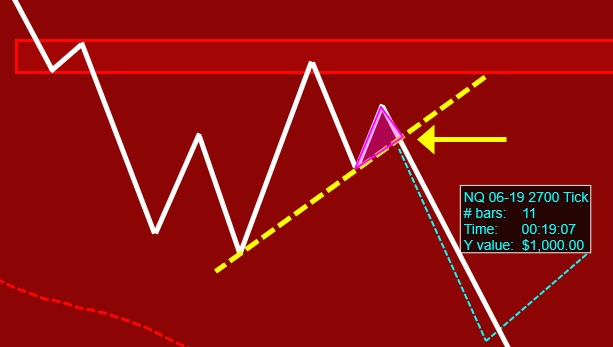 NQ 06-19 2700 Tick
# bars: 11
Time: 00:19:07
Y value: $1,000.00